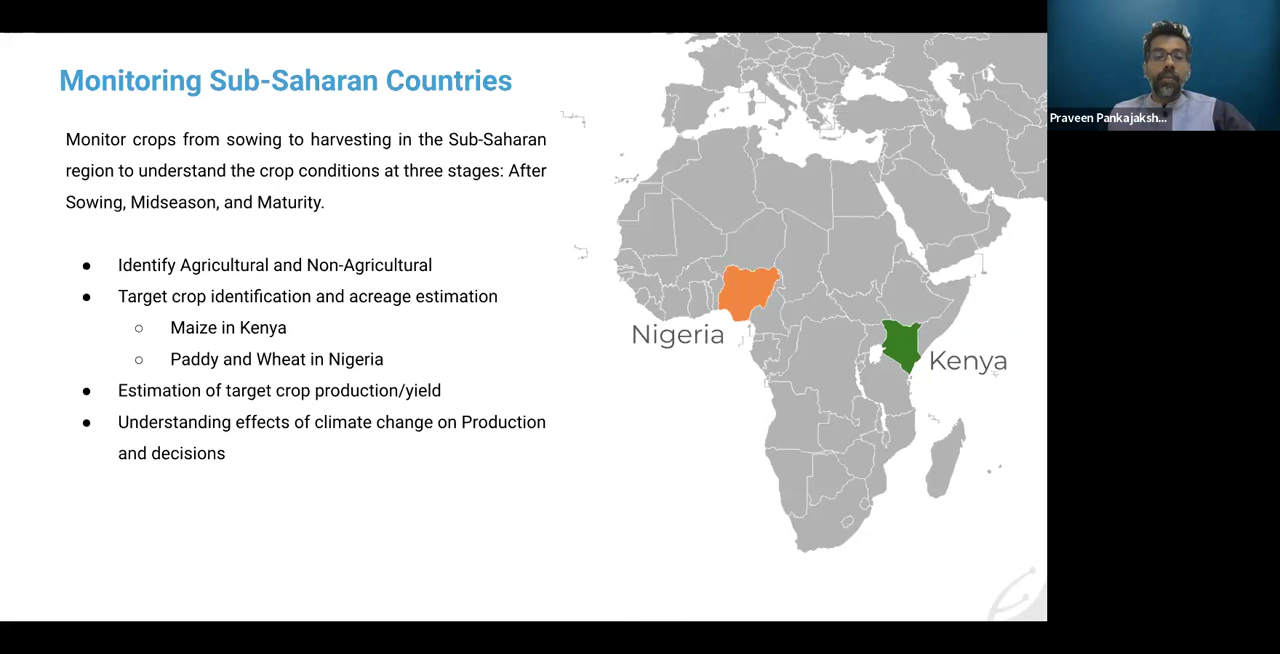 Monitoring Sub-Saharan Countries
Monitor crops from sowing to harvesting in the Sub-Saharan
region to understand the crop conditions at three stages: After
Sowing, Midseason, and Maturity.
● Identify Agricultural and Non-Agricultural
● Target crop identification and acreage estimation
○ Maize in Kenya
○ Paddy and Wheat in Nigeria
● Estimation of target crop production/yield
● Understanding effects of climate change on Production
and decisions
Nigeria
Kenya
Praveen Pankajaksh...